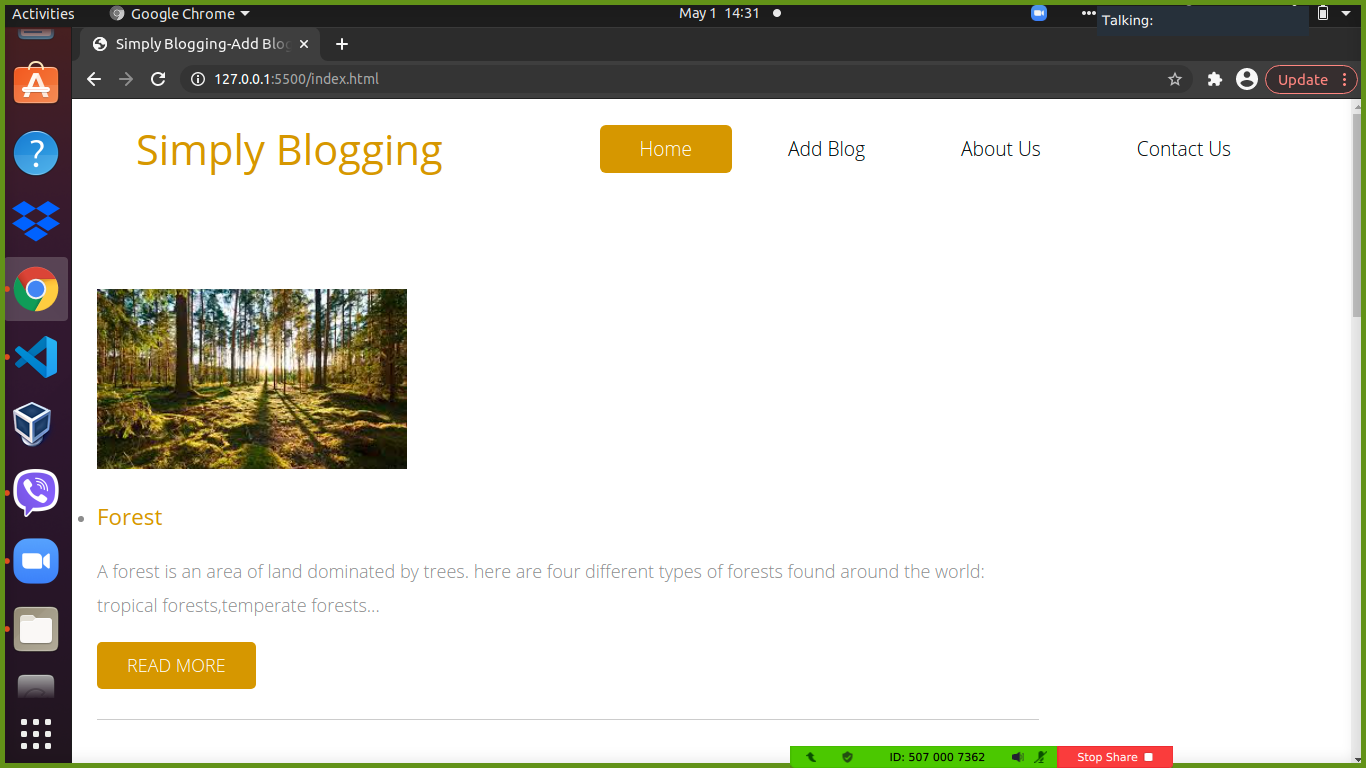 Activities
Google Chrome
May 1 14:31
Talking:
Simply Blogging-Add Blog
127.0.0.1:5500/index.html
Update
Simply Blogging
Home
Add Blog
About Us
Contact Us
Forest
A forest is an area of land dominated by trees. here are four different types of forests found around the world:
tropical forests,temperate forests...
READ MORE
ID: 507 000 7362
Stop Share